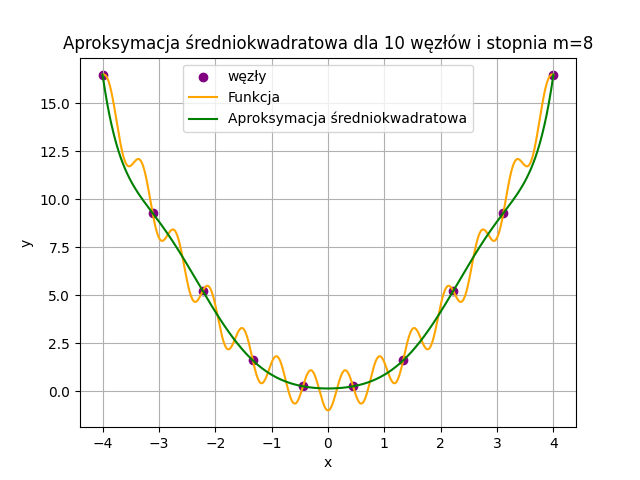 Aproksymacja średniokwadratowa dla 10 węzłów i stopnia m=8
węzły
Funkcja
Aproksymacja średniokwadratowa
y
15.0
12.5
10.0
7.5
5.0
2.5
0.0
−4 −3 −2 −1 0 1 2 3 4
x